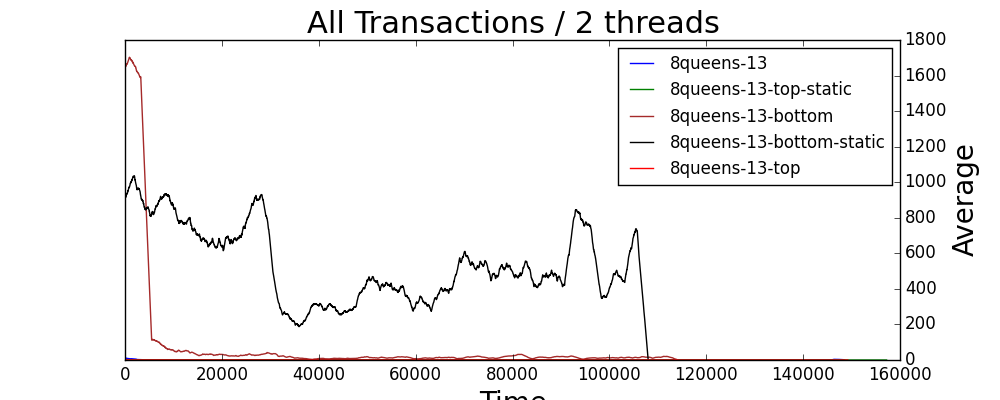 All Transactions / 2 threads
8queens-13
8queens-13-top-static
8queens-13-bottom
8queens-13-bottom-static
8queens-13-top
1800
1600
1400
1200
1000
800
600
400
200
0
Average
0 20000 40000 60000 80000 100000 120000 140000 160000
Time